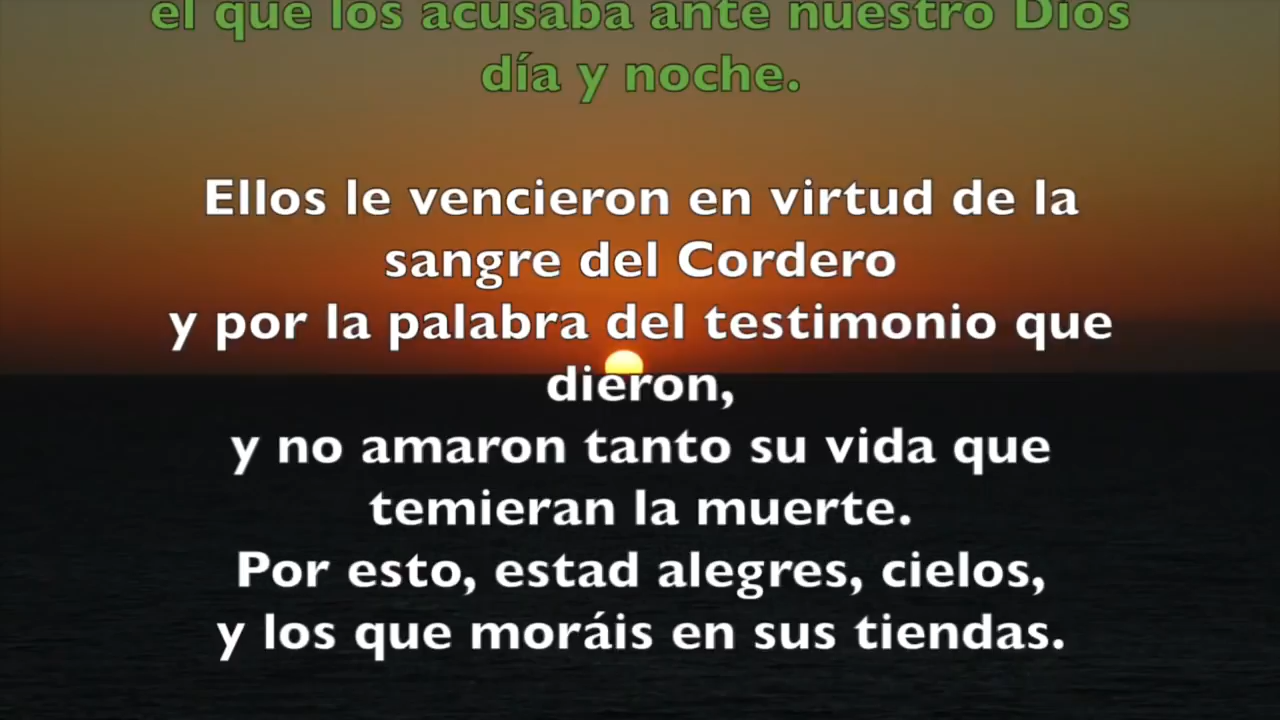 el que los acusaba ante nuestro Dios
día y noche.
Ellos le vencieron en virtud de la
sangre del Cordero
y por la palabra del testimonio que
dieron,
y no amaron tanto su vida que
temieran la muerte.
Por esto, estad alegres, cielos,
y los que moráis en sus tiendas.